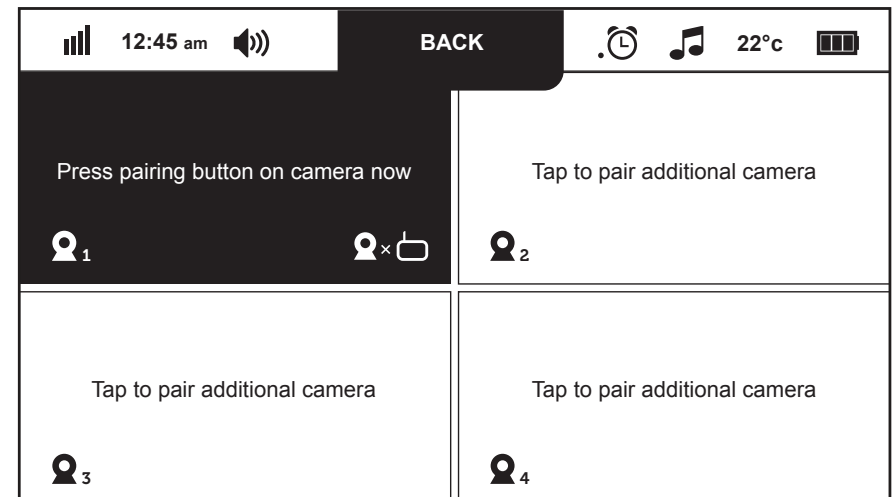 12:45 am BACK 22°c
Press pairing button on camera now
Tap to pair additional camera
1
2
Tap to pair additional camera
Tap to pair additional camera
3
4